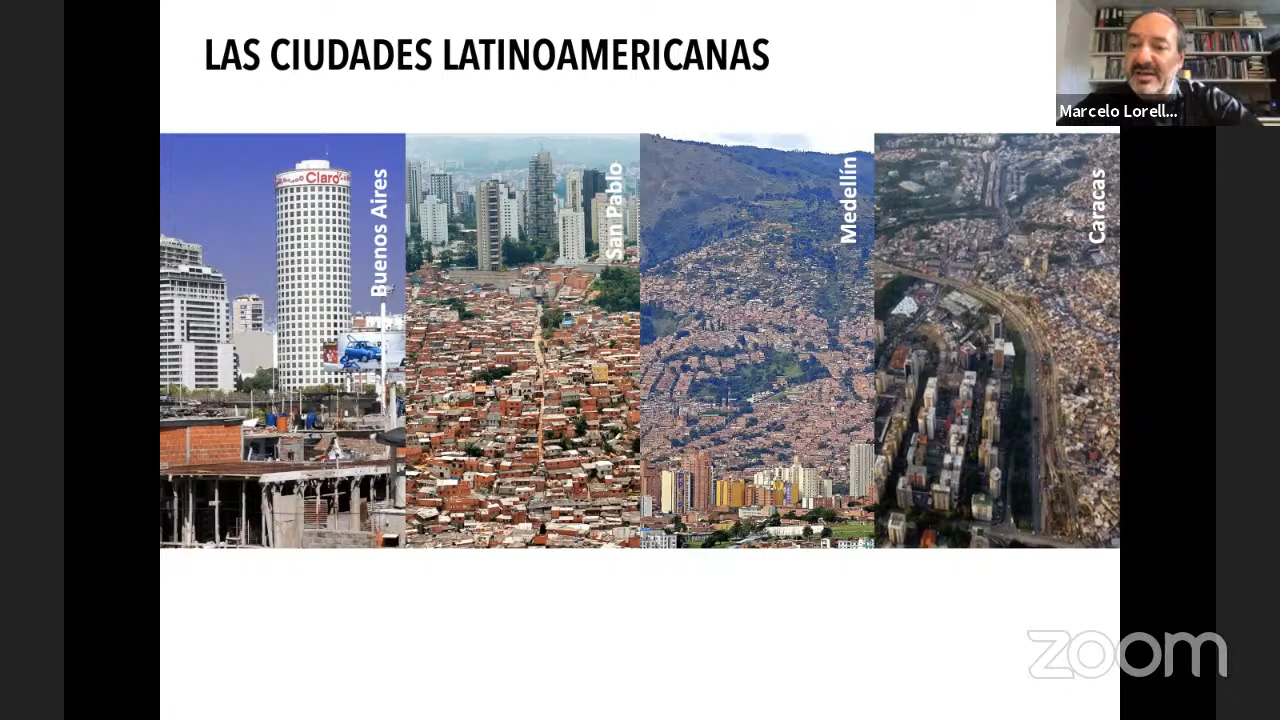 LAS CIUDADES LATINOAMERICANAS
Marcelo Lorell...
Claro
Buenos Aires
San Pablo
Medellín
Caracas
zoom